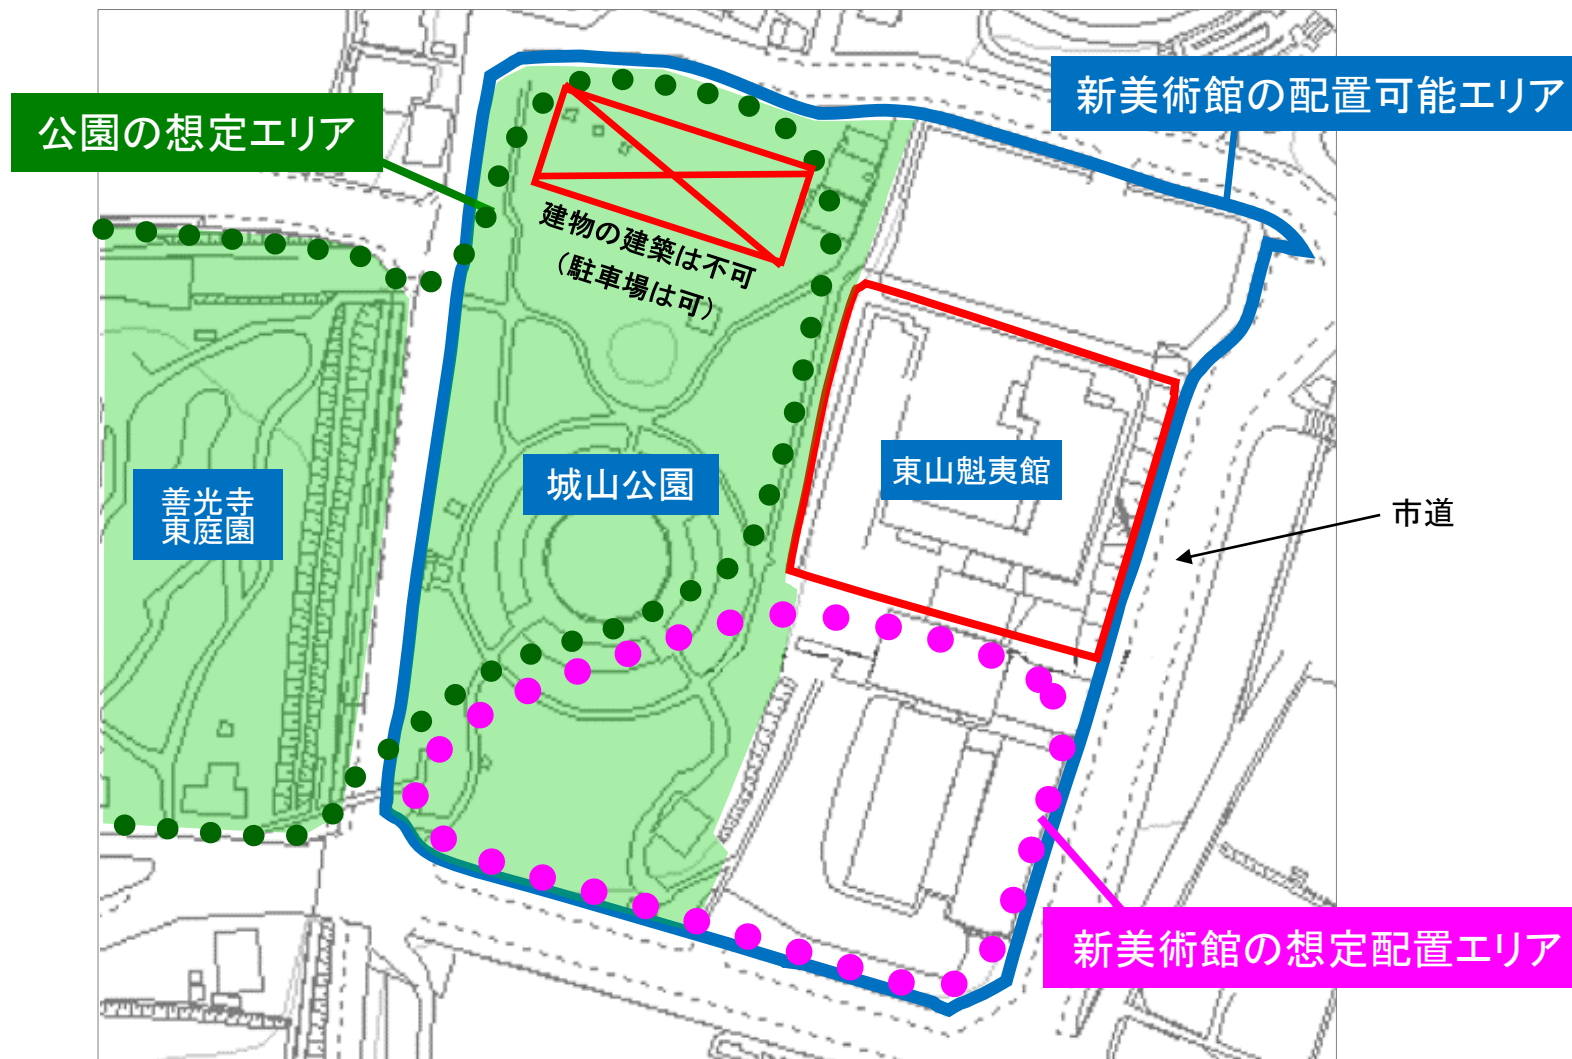 新美術館の配置可能エリア
公園の想定エリア
建物の建築は不可
（駐車場は可）
東山魁夷館
城山公園
善光寺
東庭園
市道
新美術館の想定配置エリア